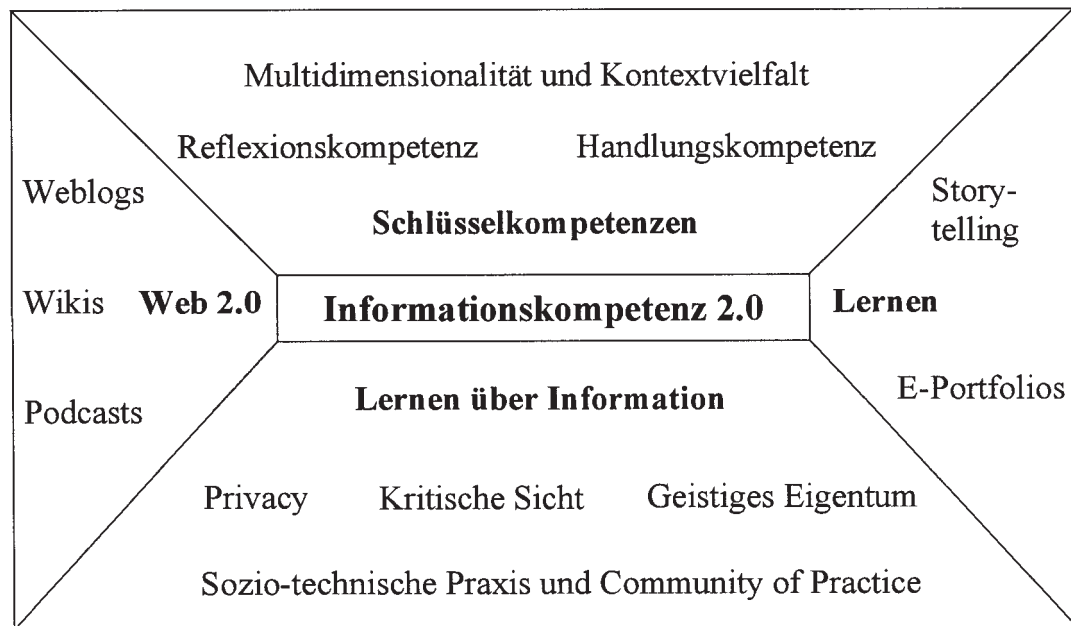 Multidimensionalität und Kontextvielfalt
Reflexionskompetenz Handlungskompetenz
Schlüsselkompetenzen
Weblogs
Wikis
Web 2.0
Podcasts
Informationskompetenz 2.0
Story-
telling
Lernen
E-Portfolios
Lernen über Information
Privacy Kritische Sicht Geistiges Eigentum
Sozio-technische Praxis und Community of Practice